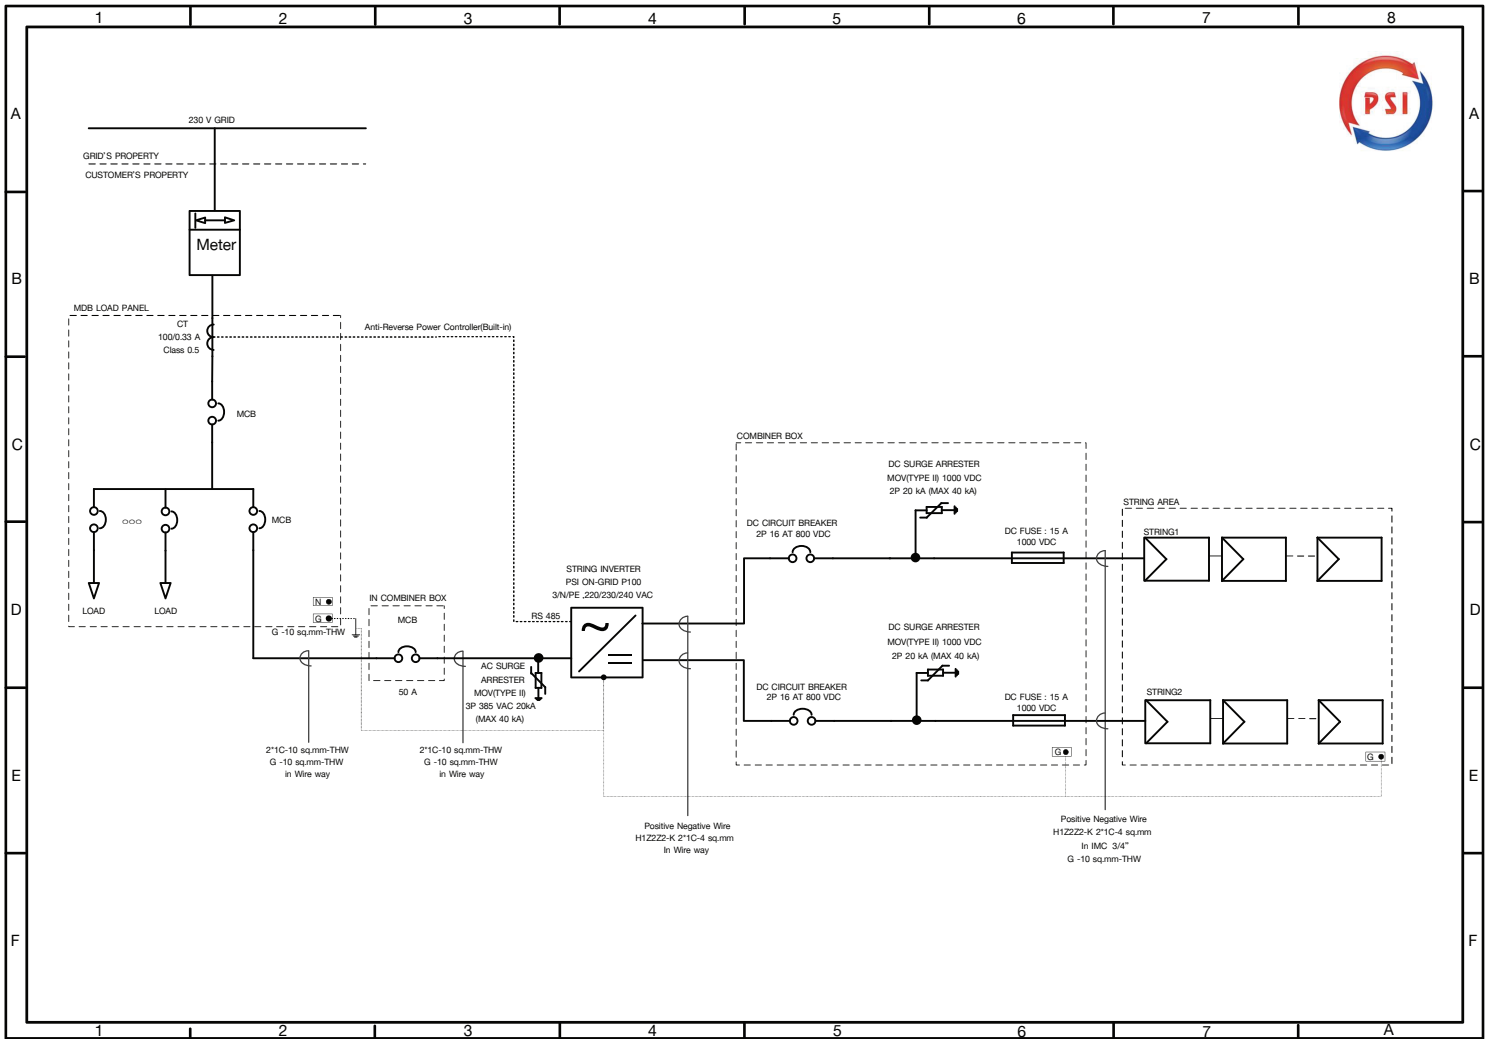 1 2 3 4 5 6 7 8
PSI
A A
230 V GRID
GRID'S PROPERTY
CUSTOMER'S PROPERTY
Meter
B B
MDB LOAD PANEL
CT
100/0.33 A
Class 0.5
Anti-Reverse Power Controller(Built-in)
MCB
C C
COMBINER BOX
DC SURGE ARRESTER
MOV(TYPE II) 1000 VDC
2P 20 kA (MAX 40 kA)
STRING AREA
MCB
DC CIRCUIT BREAKER
2P 16 AT 800 VDC
DC FUSE : 15 A
1000 VDC
STRING1
STRING INVERTER
PSI ON-GRID P100
3/N/PE ,220/230/240 VAC
LOAD
LOAD
N
G
G -10 sq.mm-THW
IN COMBINER BOX
MCB
50 A
RS 485
D D
DC SURGE ARRESTER
MOV(TYPE II) 1000 VDC
2P 20 kA (MAX 40 kA)
AC SURGE
ARRESTER
MOV(TYPE II)
3P 385 VAC 20kA
(MAX 40 kA)
DC CIRCUIT BREAKER
2P 16 AT 800 VDC
DC FUSE : 15 A
1000 VDC
STRING2
2*1C-10 sq.mm-THW
G -10 sq.mm-THW
in Wire way
2*1C-10 sq.mm-THW
G -10 sq.mm-THW
in Wire way
G
G
E E
Positive Negative Wire
H1Z2Z2-K 2*1C-4 sq.mm
In Wire way
Positive Negative Wire
H1Z2Z2-K 2*1C-4 sq.mm
In IMC 3/4"
G -10 sq.mm-THW
F F
1 2 3 4 5 6 7 A